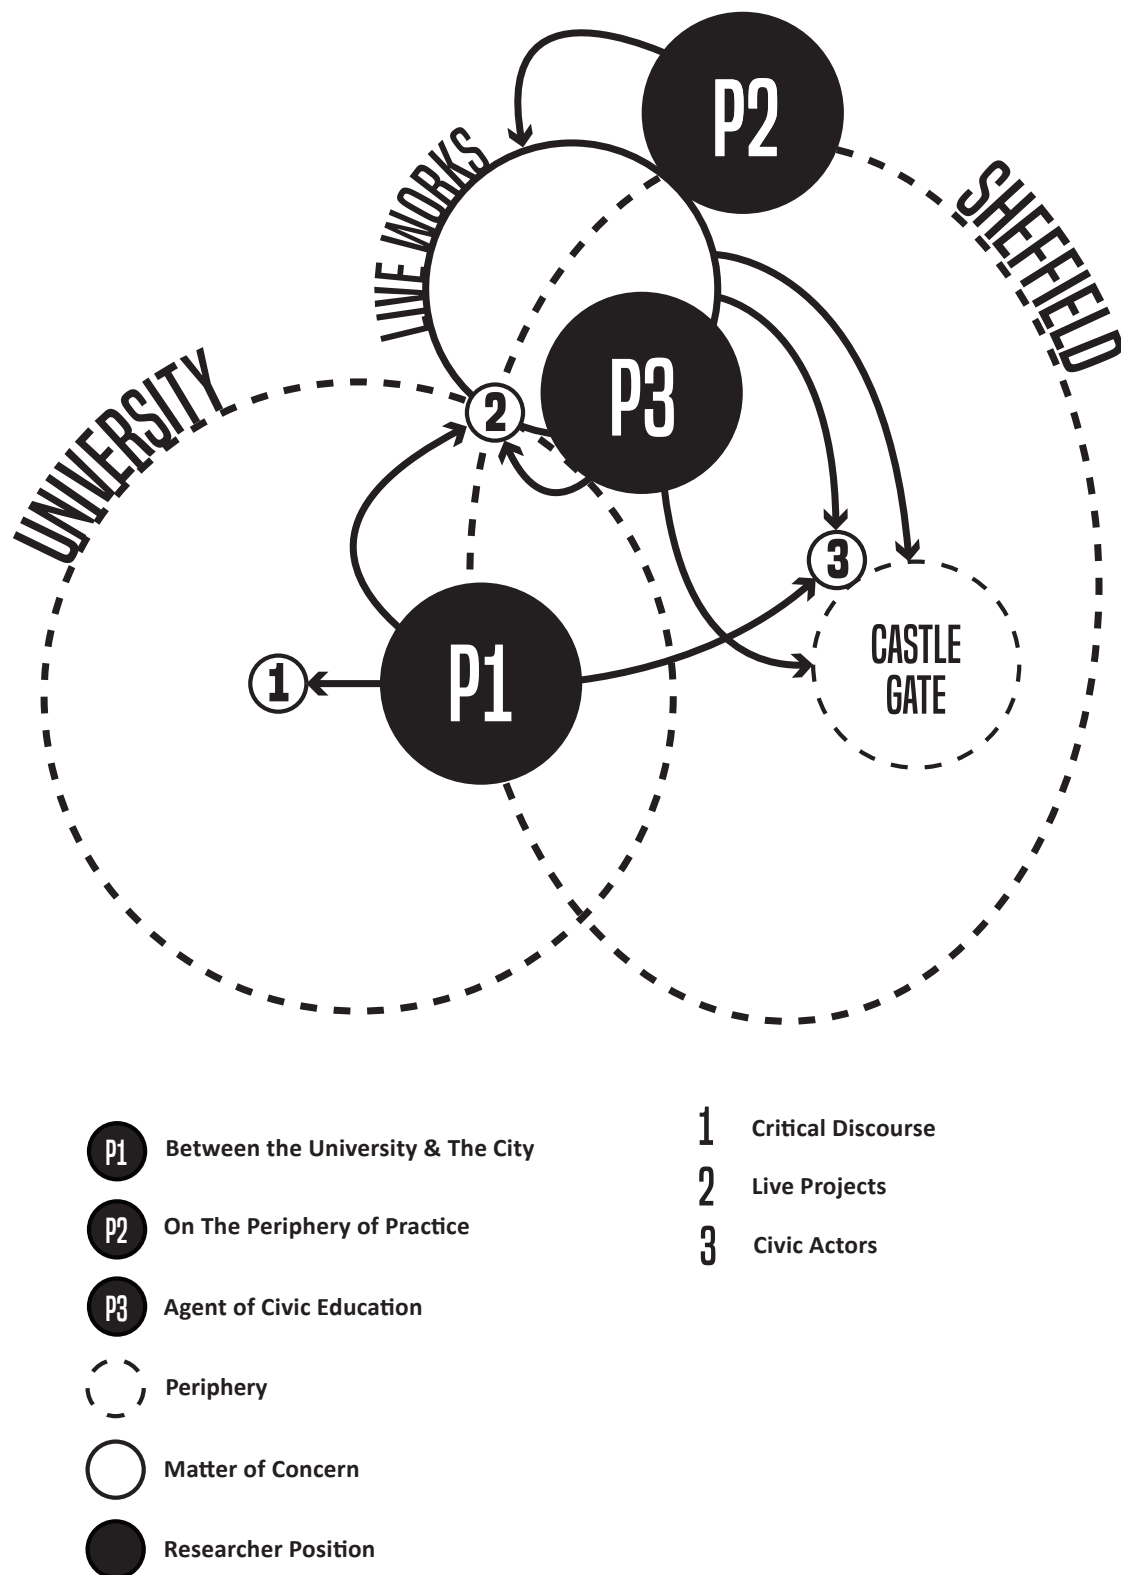 P2
LIVE WORKS
SHEFFIELD
UNIVERSITY
2
P3
3
CASTLE
GATE
1
P1
P1 Between the University & The City
P2 On The Periphery of Practice
P3 Agent of Civic Education
Periphery
Matter of Concern
Researcher Position
1 Critical Discourse
2 Live Projects
3 Civic Actors